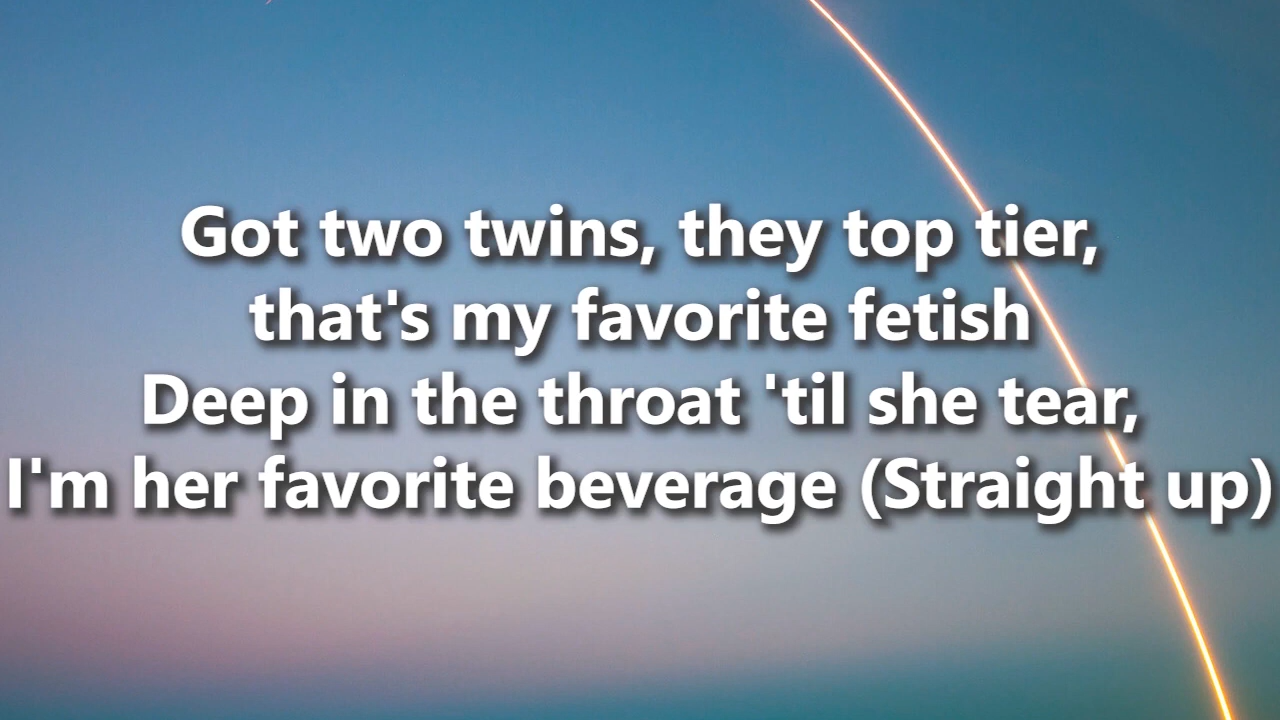 Got two twins, they top tier,
that's my favorite fetish
Deep in the throat 'til she tear,
I'm her favorite beverage (Straight up)